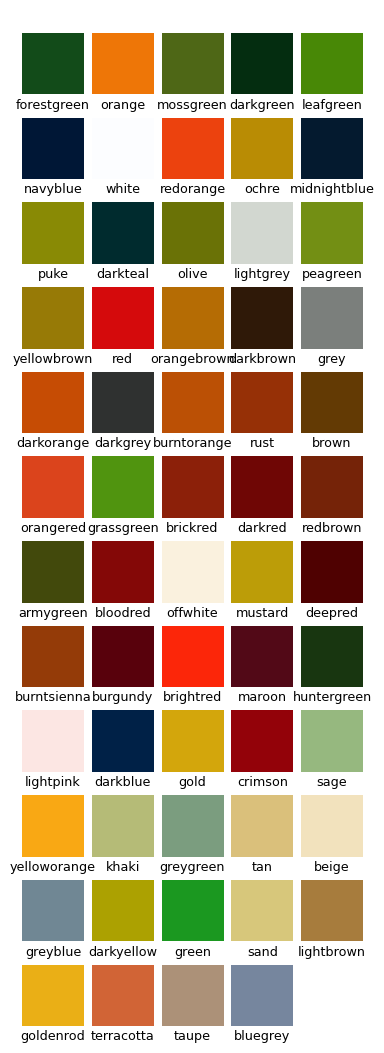 forestgreen orange mossgreen darkgreen leafgreen
navyblue white redorange ochre midnightblue
puke darkteal olive lightgrey peagreen
yellowbrown red orangebrown darkbrown grey
darkorange darkgrey burntorange rust brown
orangered grassgreen brickred darkred redbrown
armygreen bloodred offwhite mustard deepred
burntsienna burgundy brightred maroon huntergreen
lightpink darkblue gold crimson sage
yelloworange khaki greygreen tan beige
greyblue darkyellow green sand lightbrown
goldenrod terracotta taupe bluegrey